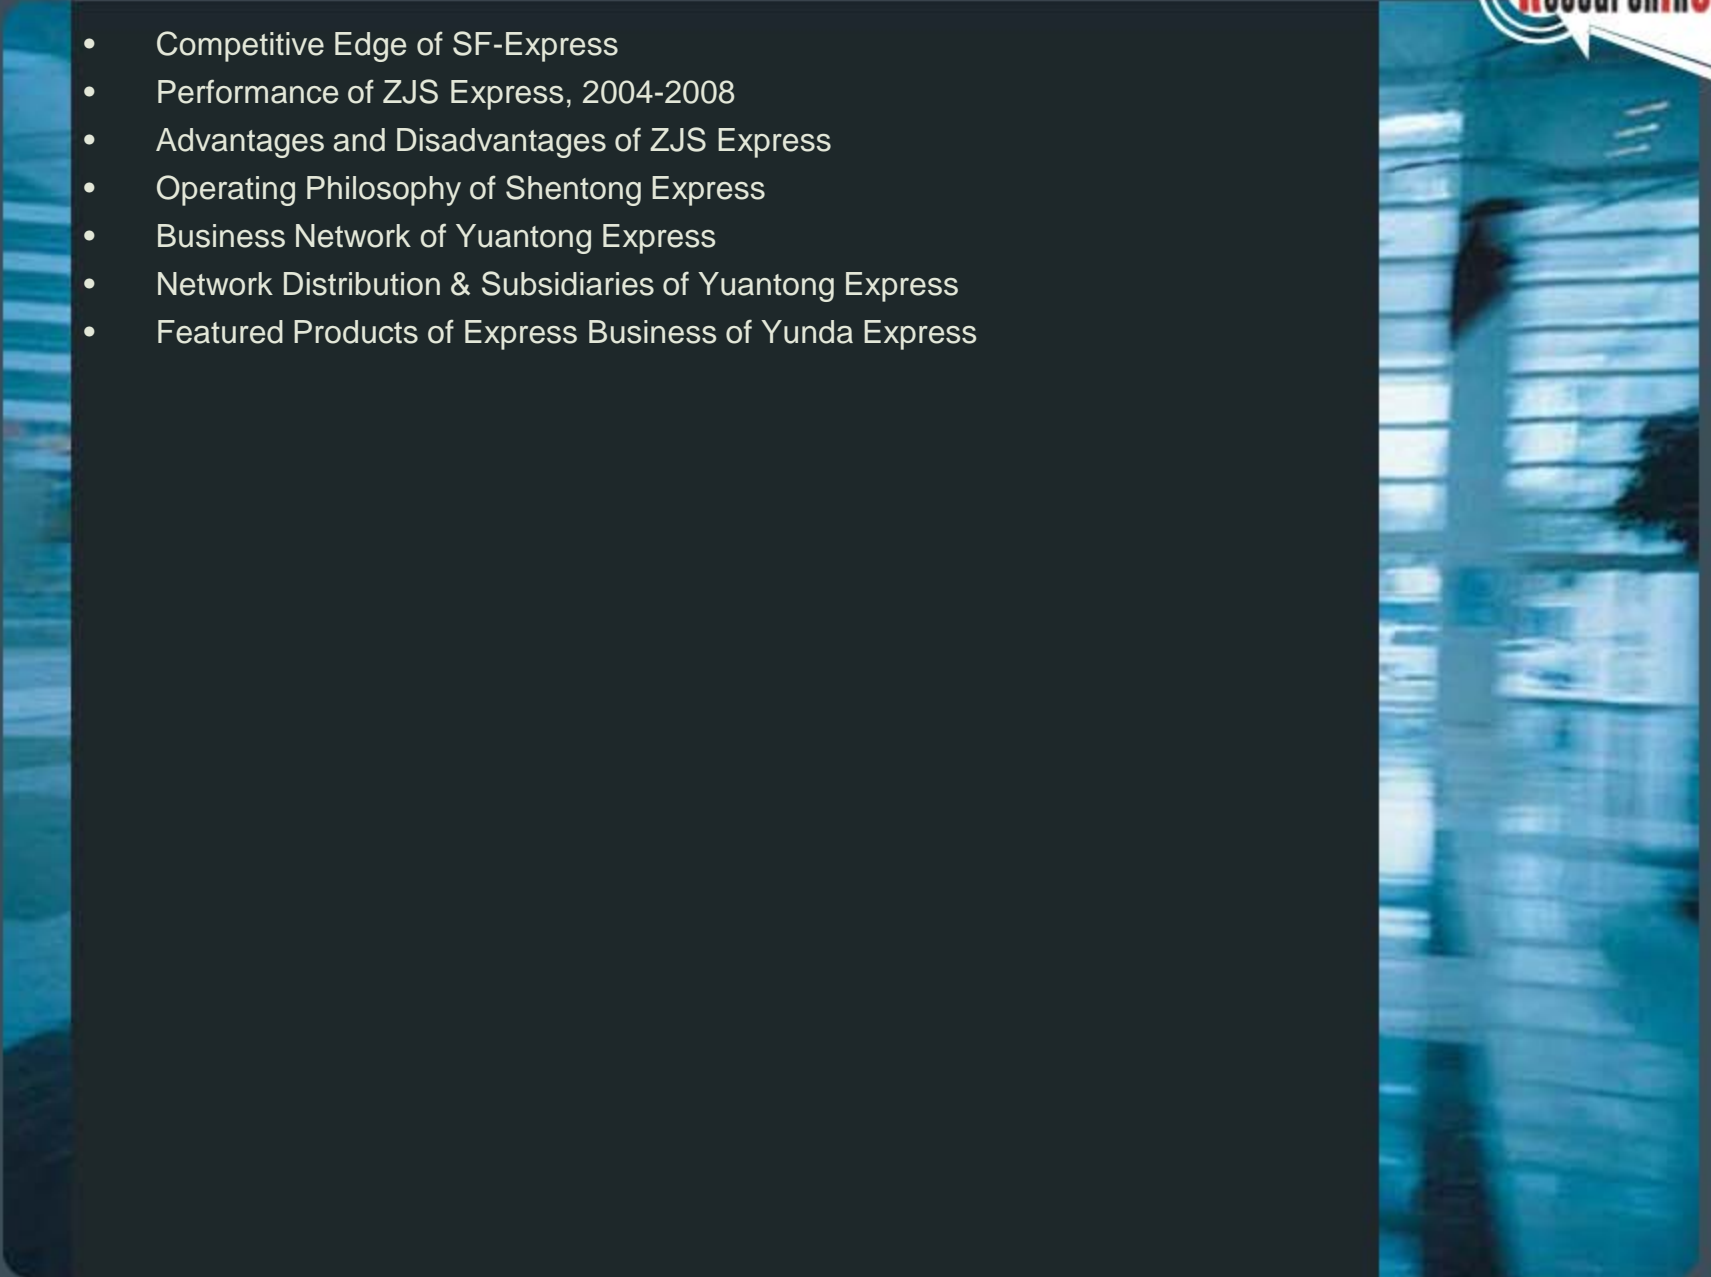 • Competitive Edge of SF-Express
• Performance of ZJS Express, 2004-2008
• Advantages and Disadvantages of ZJS Express
• Operating Philosophy of Shentong Express
• Business Network of Yuantong Express
• Network Distribution & Subsidiaries of Yuantong Express
• Featured Products of Express Business of Yunda Express